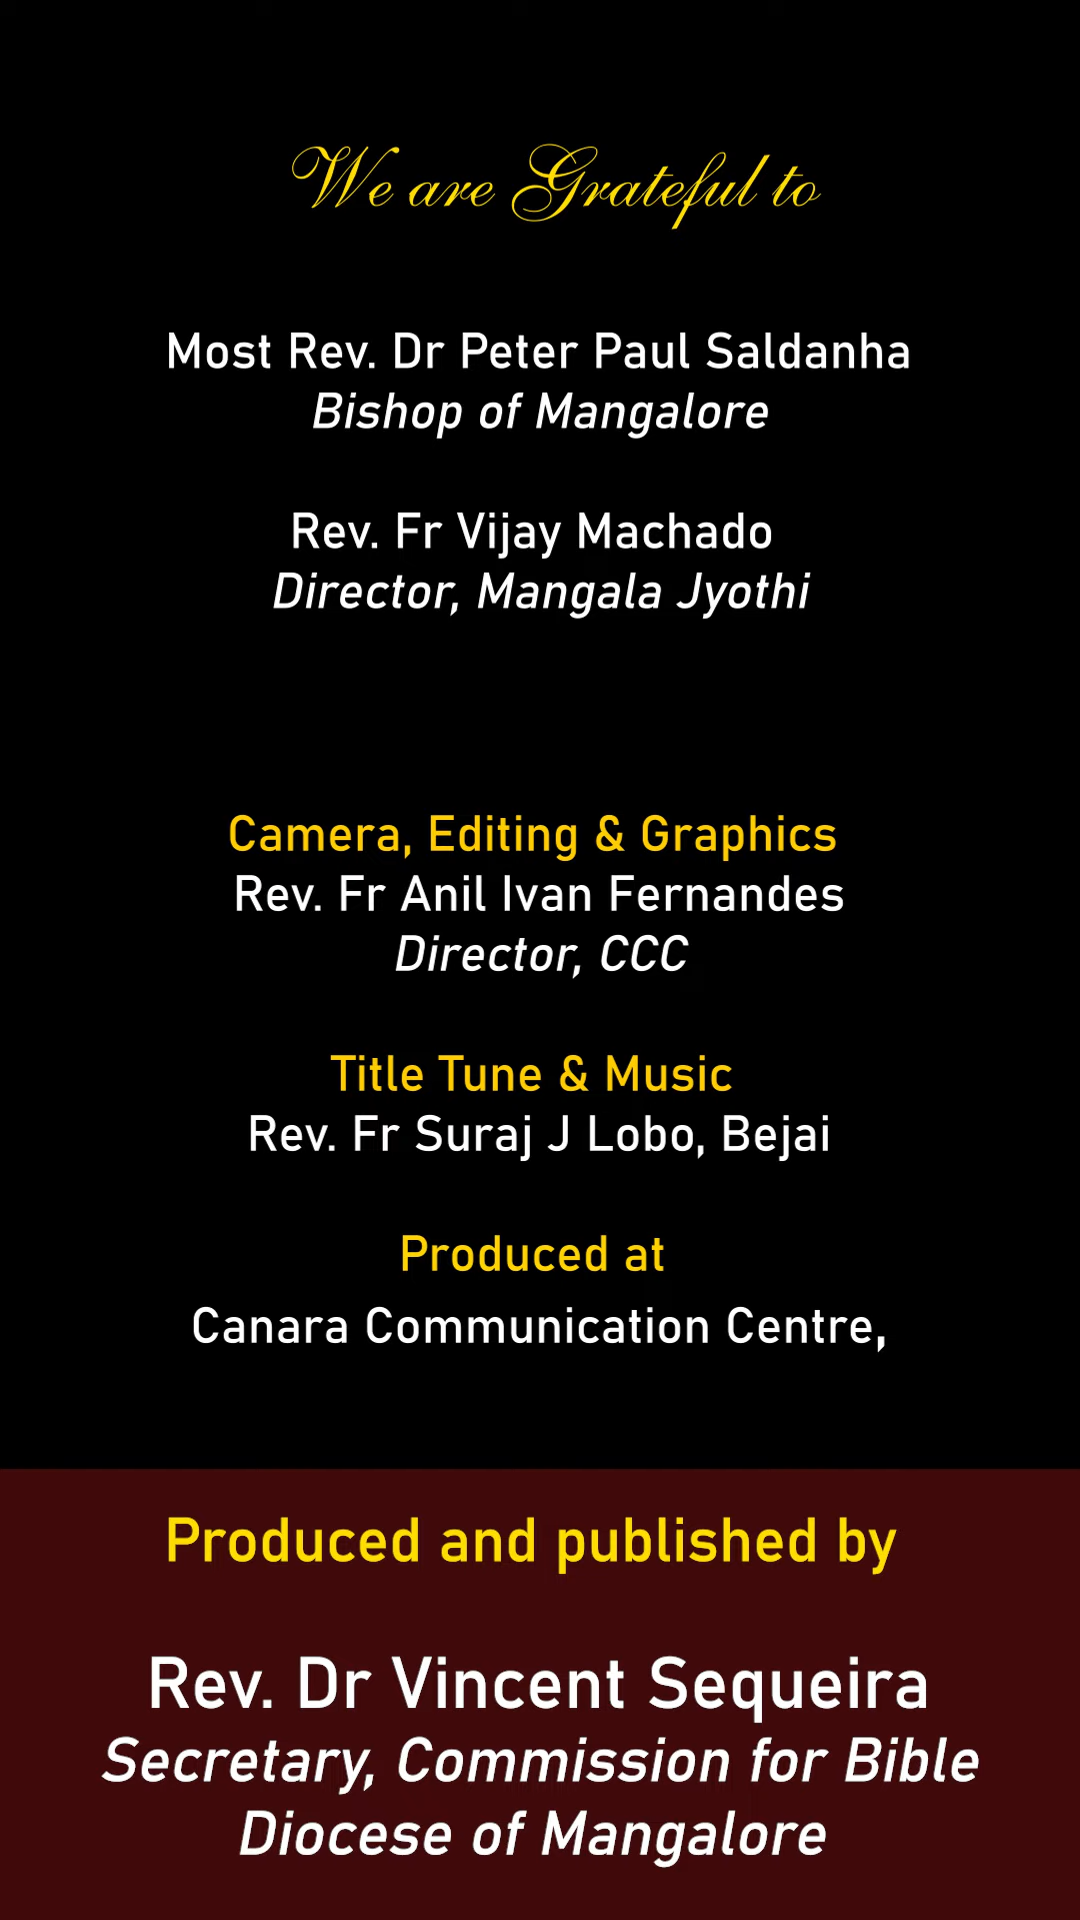 We are Grateful to
Most Rev. Dr Peter Paul Saldanha
Bishop of Mangalore
Rev. Fr Vijay Machado
Director, Mangala Jyothi
Camera, Editing & Graphics
Rev. Fr Anil Ivan Fernandes
Director, CCC
Title Tune & Music
Rev. Fr Suraj J Lobo, Bejai
Produced at
Canara Communication Centre,
Produced and published by
Rev. Dr Vincent Sequeira
Secretary, Commission for Bible
Diocese of Mangalore